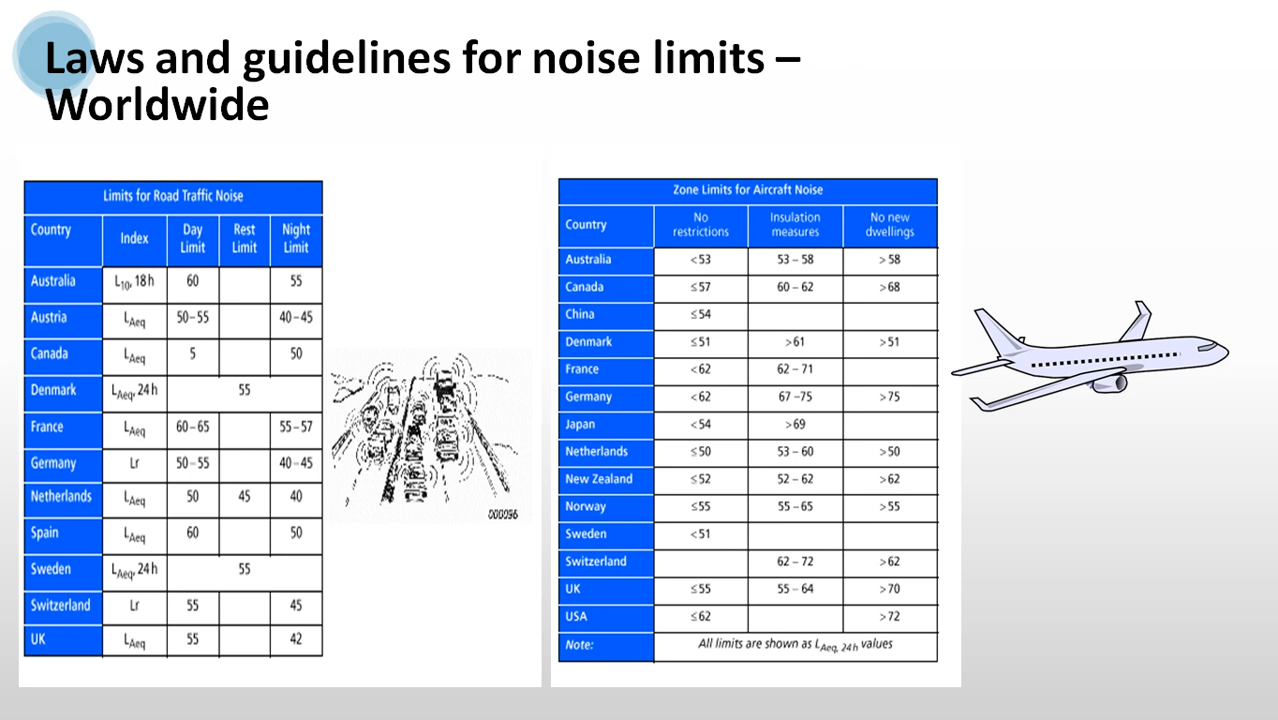 Laws and guidelines for noise limits –
Worldwide
Limits for Road Traffic Noise
Country Index Day Limit Rest Limit Night Limit
Australia L10, 18 h 60 55
Austria LAeq 50–55 40–45
Canada LAeq 5 50
Denmark LAeq, 24 h 55
France LAeq 60–65 55–57
Germany Lr 50–55 40–45
Netherlands LAeq 50 45 40
Spain LAeq 60 50
Sweden LAeq, 24 h 55
Switzerland Lr 55 45
UK LAeq 55 42
000096
Zone Limits for Aircraft Noise
Country No restrictions Insulation measures No new dwellings
Australia <53 53–58 >58
Canada ≤57 60–62 >68
China ≤54
Denmark ≤51 >61 >51
France <62 62–71
Germany <62 67–75 >75
Japan <54 >69
Netherlands ≤50 53–60 >50
New Zealand ≤52 52–62 >62
Norway ≤55 55–65 >55
Sweden <51
Switzerland 62–72 >62
UK ≤55 55–64 >70
USA ≤62 >72
Note: All limits are shown as LAeq, 24 h values